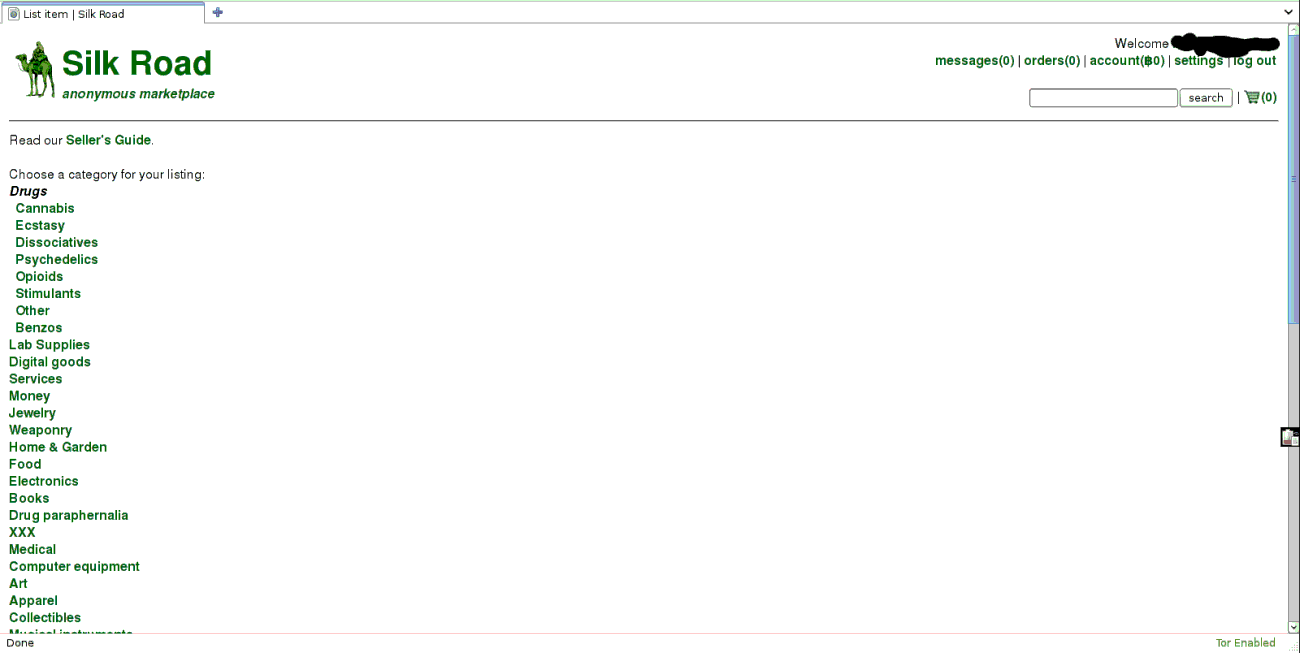 List item | Silk Road
Silk Road
anonymous marketplace
Welcome
messages(0) | orders(0) | account(฿0) | settings | log out
search | (0)
Read our Seller's Guide.
Choose a category for your listing:
Drugs
Cannabis
Ecstasy
Dissociatives
Psychedelics
Opioids
Stimulants
Other
Benzos
Lab Supplies
Digital goods
Services
Money
Jewelry
Weaponry
Home & Garden
Food
Electronics
Books
Drug paraphernalia
XXX
Medical
Computer equipment
Art
Apparel
Collectibles
Musical instruments
Done
Tor Enabled